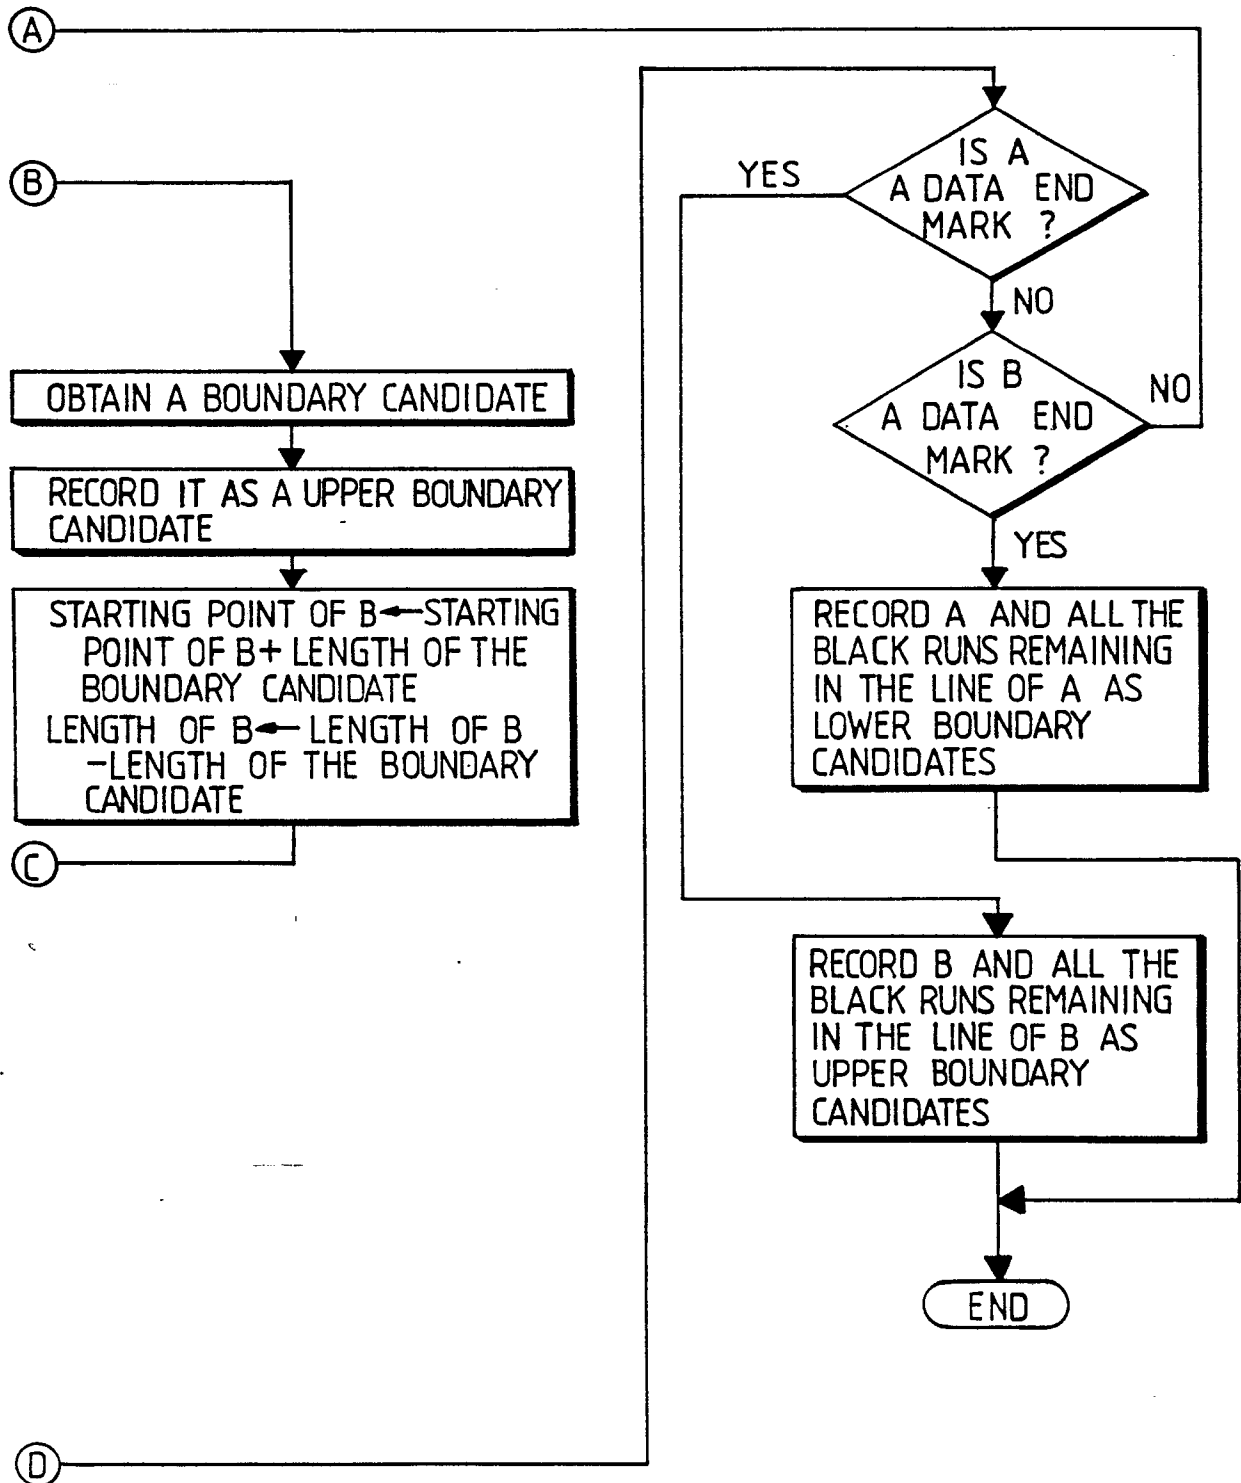 A
B
OBTAIN A BOUNDARY CANDIDATE
RECORD IT AS A UPPER BOUNDARY
CANDIDATE
STARTING POINT OF B←STARTING
POINT OF B+ LENGTH OF THE
BOUNDARY CANDIDATE
LENGTH OF B← LENGTH OF B
-LENGTH OF THE BOUNDARY
CANDIDATE
C
D
IS A
A DATA END
MARK ?
YES
NO
IS B
A DATA END
MARK ?
NO
YES
RECORD A AND ALL THE
BLACK RUNS REMAINING
IN THE LINE OF A AS
LOWER BOUNDARY
CANDIDATES
RECORD B AND ALL THE
BLACK RUNS REMAINING
IN THE LINE OF B AS
UPPER BOUNDARY
CANDIDATES
END